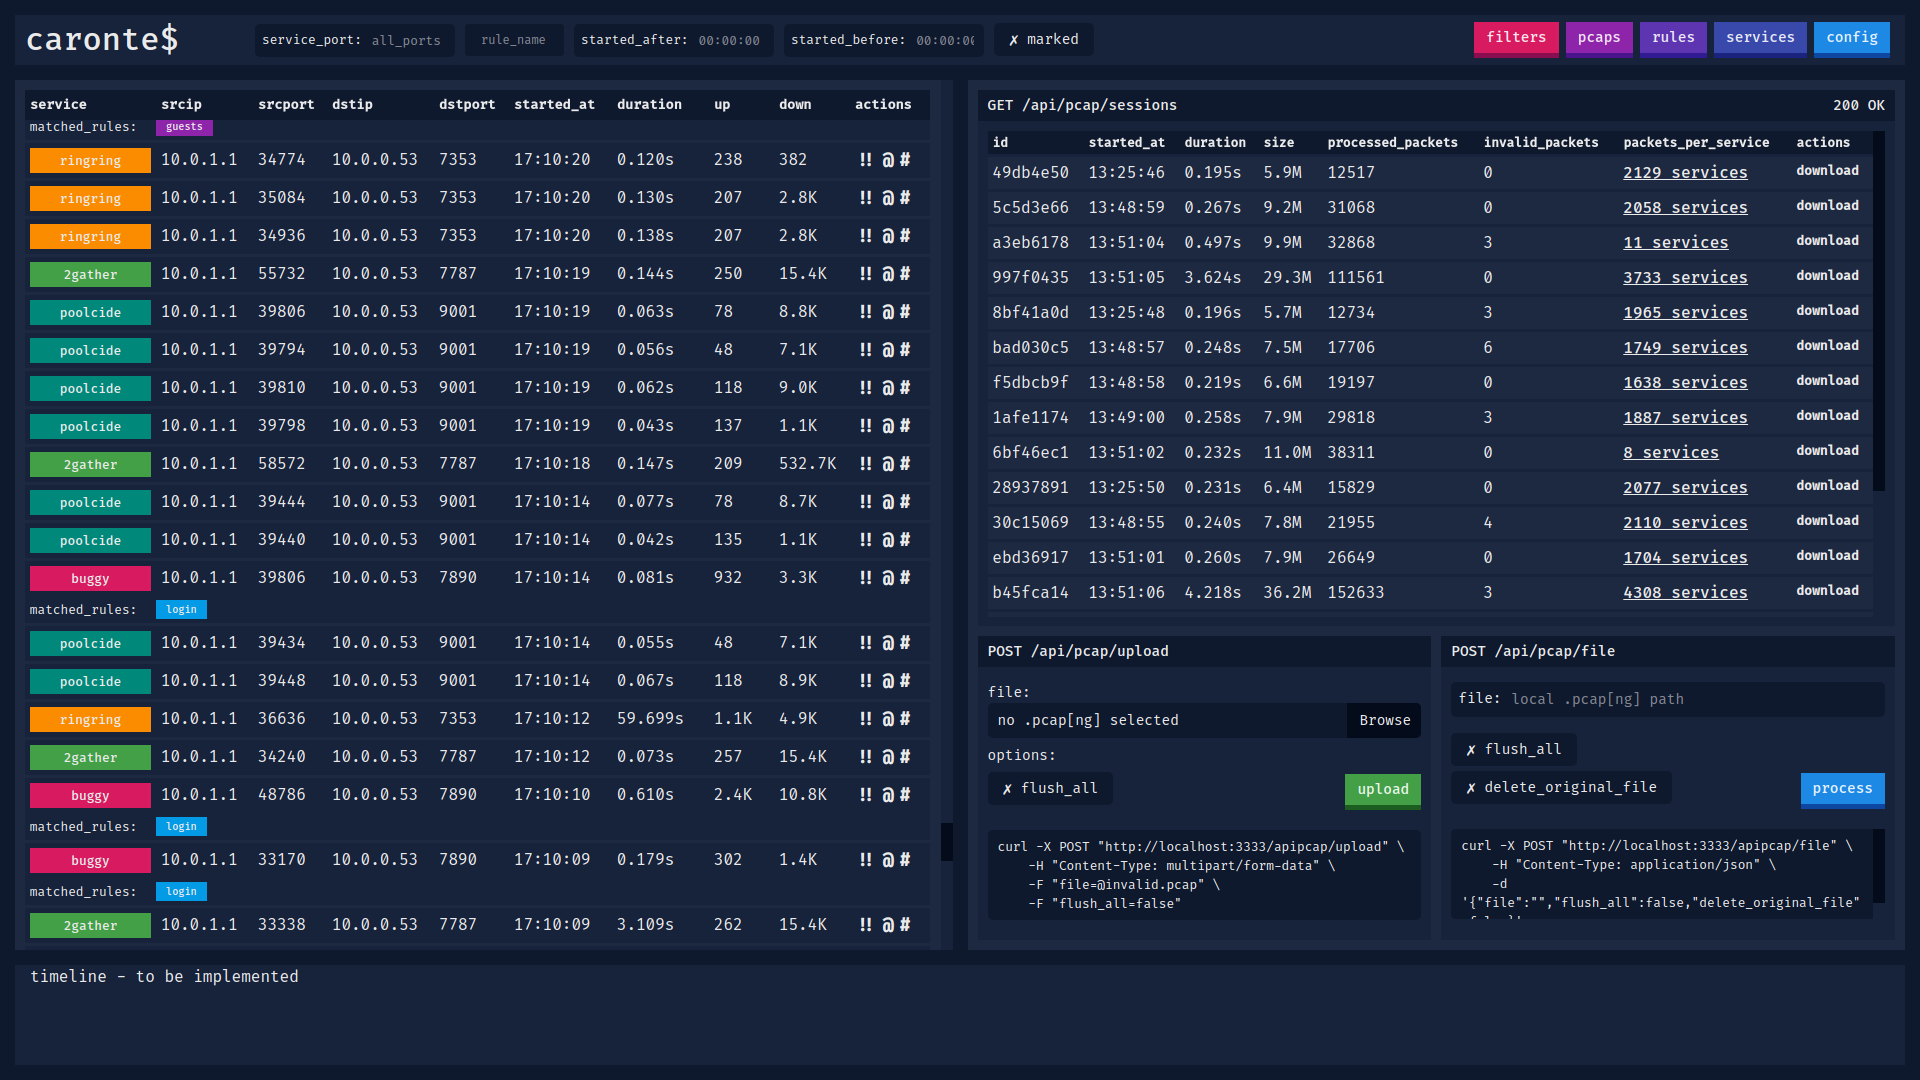 caronte$
service_port: all_ports rule_name started_after: 00:00:00 started_before: 00:00:00 ✗ marked
filters pcaps rules services config
service srcip srcport dstip dstport started_at duration up down actions
matched_rules: guests
ringring 10.0.1.1 34774 10.0.0.53 7353 17:10:20 0.120s 238 382 !! @ #
ringring 10.0.1.1 35084 10.0.0.53 7353 17:10:20 0.130s 207 2.8K !! @ #
ringring 10.0.1.1 34936 10.0.0.53 7353 17:10:20 0.138s 207 2.8K !! @ #
2gather 10.0.1.1 55732 10.0.0.53 7787 17:10:19 0.144s 250 15.4K !! @ #
poolcide 10.0.1.1 39806 10.0.0.53 9001 17:10:19 0.063s 78 8.8K !! @ #
poolcide 10.0.1.1 39794 10.0.0.53 9001 17:10:19 0.056s 48 7.1K !! @ #
poolcide 10.0.1.1 39810 10.0.0.53 9001 17:10:19 0.062s 118 9.0K !! @ #
poolcide 10.0.1.1 39798 10.0.0.53 9001 17:10:19 0.043s 137 1.1K !! @ #
2gather 10.0.1.1 58572 10.0.0.53 7787 17:10:18 0.147s 209 532.7K !! @ #
poolcide 10.0.1.1 39444 10.0.0.53 9001 17:10:14 0.077s 78 8.7K !! @ #
poolcide 10.0.1.1 39440 10.0.0.53 9001 17:10:14 0.042s 135 1.1K !! @ #
buggy 10.0.1.1 39806 10.0.0.53 7890 17:10:14 0.081s 932 3.3K !! @ #
matched_rules: login
poolcide 10.0.1.1 39434 10.0.0.53 9001 17:10:14 0.055s 48 7.1K !! @ #
poolcide 10.0.1.1 39448 10.0.0.53 9001 17:10:14 0.067s 118 8.9K !! @ #
ringring 10.0.1.1 36636 10.0.0.53 7353 17:10:12 59.699s 1.1K 4.9K !! @ #
2gather 10.0.1.1 34240 10.0.0.53 7787 17:10:12 0.073s 257 15.4K !! @ #
buggy 10.0.1.1 48786 10.0.0.53 7890 17:10:10 0.610s 2.4K 10.8K !! @ #
matched_rules: login
buggy 10.0.1.1 33170 10.0.0.53 7890 17:10:09 0.179s 302 1.4K !! @ #
matched_rules: login
2gather 10.0.1.1 33338 10.0.0.53 7787 17:10:09 3.109s 262 15.4K !! @ #
GET /api/pcap/sessions 200 OK
id started_at duration size processed_packets invalid_packets packets_per_service actions
49db4e50 13:25:46 0.195s 5.9M 12517 0 2129 services download
5c5d3e66 13:48:59 0.267s 9.2M 31068 0 2058 services download
a3eb6178 13:51:04 0.497s 9.9M 32868 3 11 services download
997f0435 13:51:05 3.624s 29.3M 111561 0 3733 services download
8bf41a0d 13:25:48 0.196s 5.7M 12734 3 1965 services download
bad030c5 13:48:57 0.248s 7.5M 17706 6 1749 services download
f5dbcb9f 13:48:58 0.219s 6.6M 19197 0 1638 services download
1afe1174 13:49:00 0.258s 7.9M 29818 3 1887 services download
6bf46ec1 13:51:02 0.232s 11.0M 38311 0 8 services download
28937891 13:25:50 0.231s 6.4M 15829 0 2077 services download
30c15069 13:48:55 0.240s 7.8M 21955 4 2110 services download
ebd36917 13:51:01 0.260s 7.9M 26649 0 1704 services download
b45fca14 13:51:06 4.218s 36.2M 152633 3 4308 services download
POST /api/pcap/upload
file:
no .pcap[ng] selected Browse
options:
✗ flush_all upload
curl -X POST "http://localhost:3333/apipcap/upload" \
-H "Content-Type: multipart/form-data" \
-F "file=@invalid.pcap" \
-F "flush_all=false"
POST /api/pcap/file
file: local .pcap[ng] path
✗ flush_all
✗ delete_original_file process
curl -X POST "http://localhost:3333/apipcap/file" \
-H "Content-Type: application/json" \
-d
'{"file":"","flush_all":false,"delete_original_file"
timeline - to be implemented